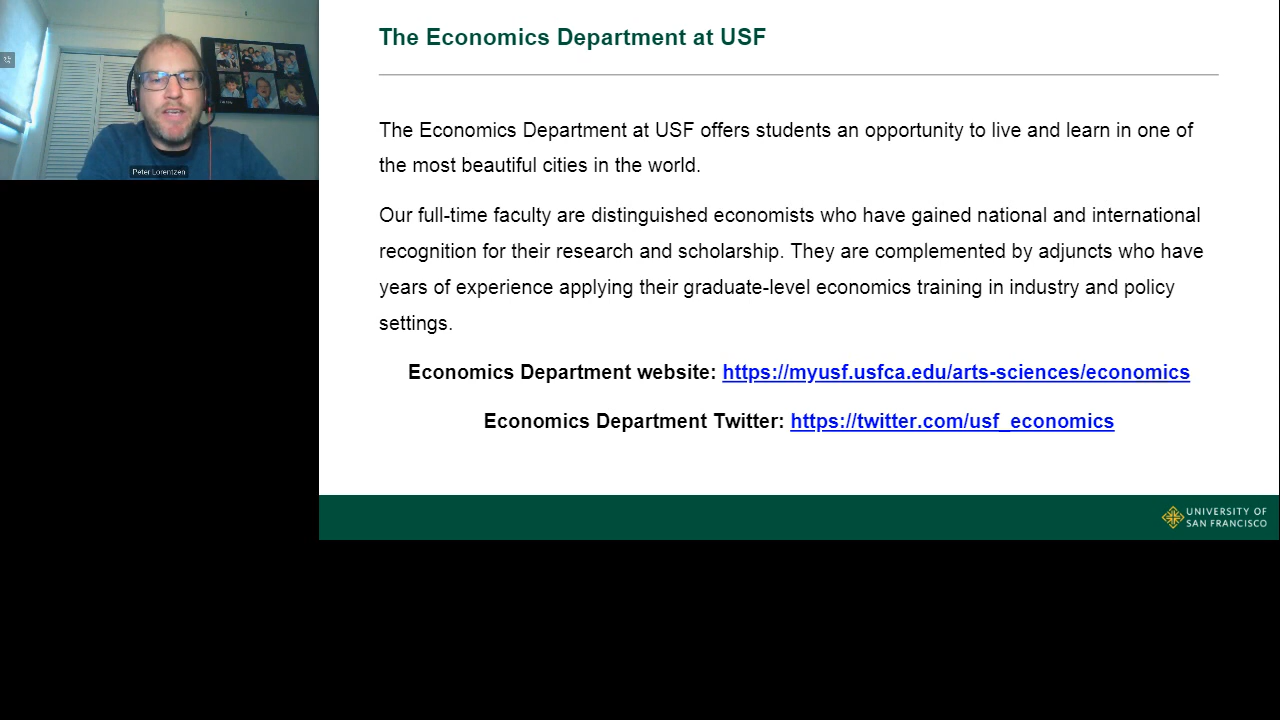 The Economics Department at USF
Peter Lorentzen
The Economics Department at USF offers students an opportunity to live and learn in one of
the most beautiful cities in the world.
Our full-time faculty are distinguished economists who have gained national and international
recognition for their research and scholarship. They are complemented by adjuncts who have
years of experience applying their graduate-level economics training in industry and policy
settings.
Economics Department website: https://myusf.usfca.edu/arts-sciences/economics
Economics Department Twitter: https://twitter.com/usf_economics
UNIVERSITY OF
SAN FRANCISCO